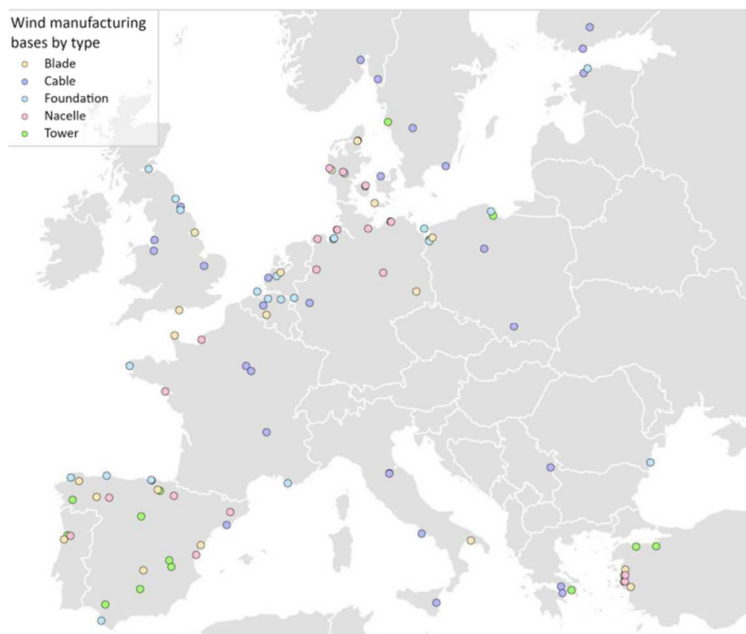 Wind manufacturing
bases by type
Blade
Cable
Foundation
Nacelle
Tower